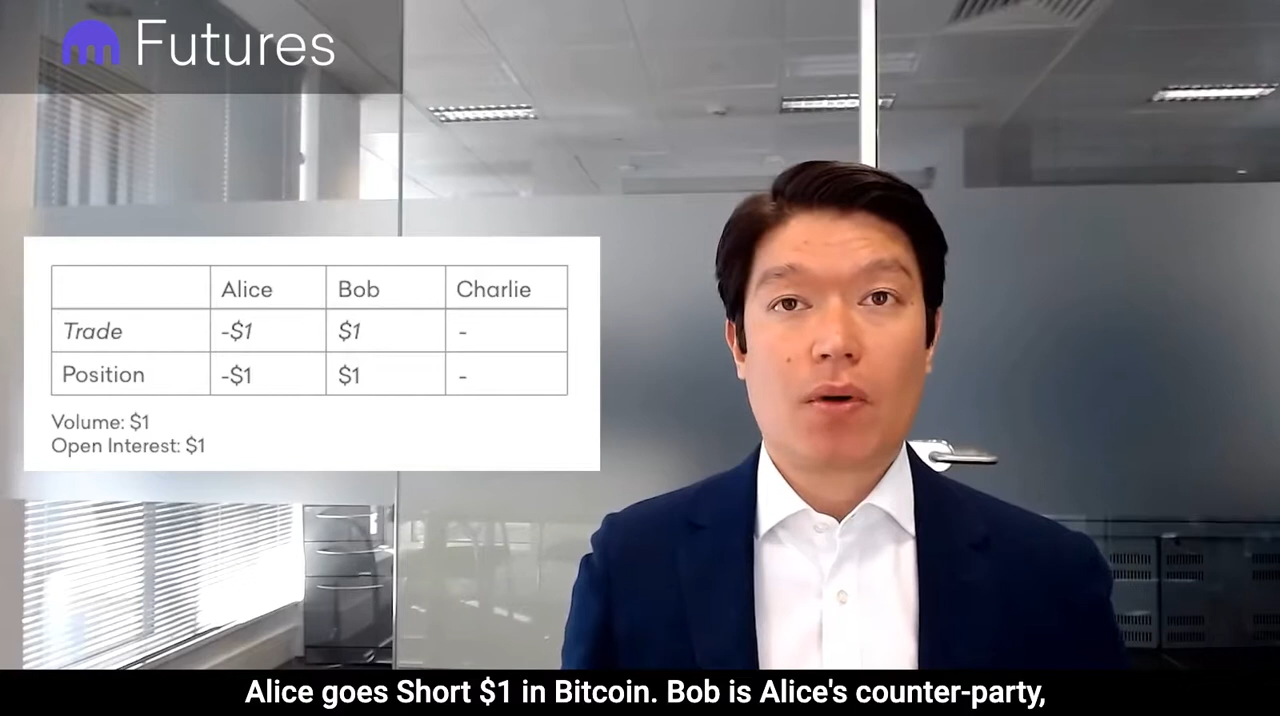 Futures
Alice Bob Charlie
Trade -$1 $1 -
Position -$1 $1 -
Volume: $1
Open Interest: $1
Alice goes Short $1 in Bitcoin. Bob is Alice's counter-party,